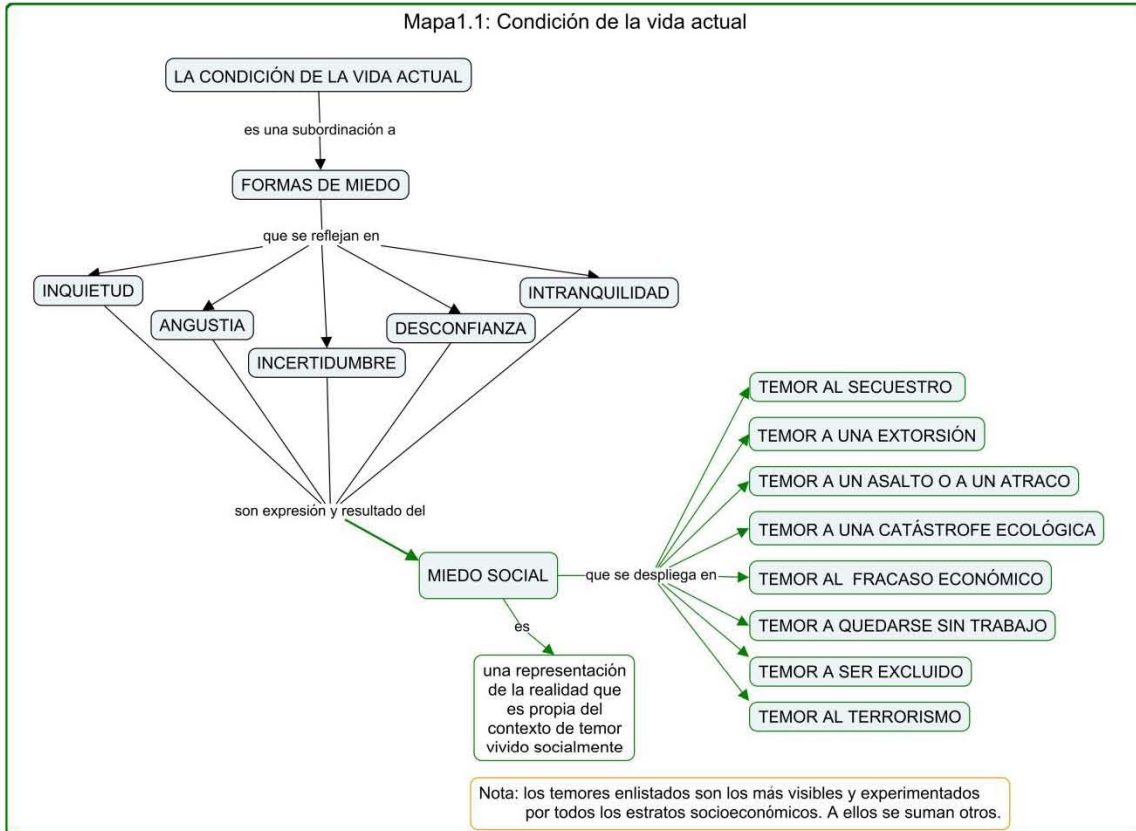 Mapa1.1: Condición de la vida actual
LA CONDICIÓN DE LA VIDA ACTUAL
es una subordinación a
FORMAS DE MIEDO
que se reflejan en
INQUIETUD
ANGUSTIA
INCERTIDUMBRE
DESCONFIANZA
INTRANQUILIDAD
son expresión y resultado del
MIEDO SOCIAL
es
una representación
de la realidad que
es propia del
contexto de temor
vivido socialmente
que se despliega en
TEMOR AL SECUESTRO
TEMOR A UNA EXTORSIÓN
TEMOR A UN ASALTO O A UN ATRACO
TEMOR A UNA CATÁSTROFE ECOLÓGICA
TEMOR AL FRACASO ECONÓMICO
TEMOR A QUEDARSE SIN TRABAJO
TEMOR A SER EXCLUIDO
TEMOR AL TERRORISMO
Nota: los temores enlistados son los más visibles y experimentados
por todos los estratos socioeconómicos. A ellos se suman otros.